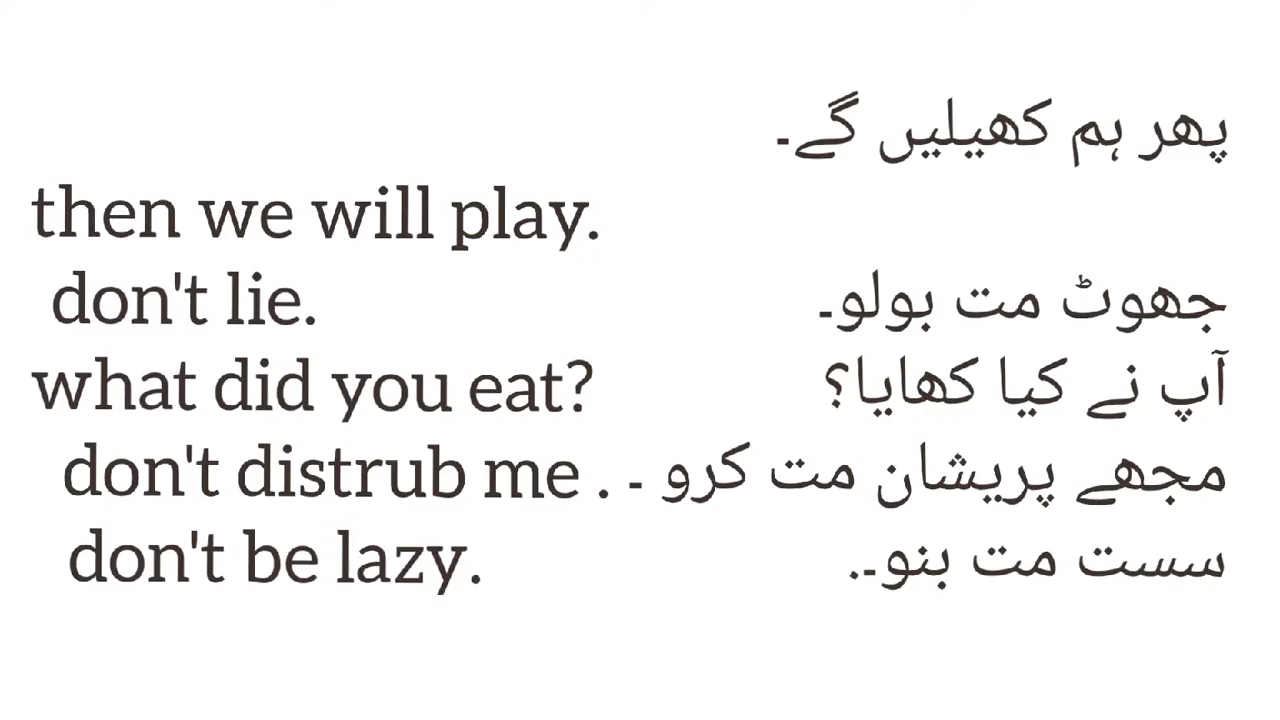 پھر ہم کھیلیں گے۔
then we will play.
don't lie. جھوٹ مت بولو۔
what did you eat? آپ نے کیا کھایا؟
don't distrub me . مجھے پریشان مت کرو ۔
don't be lazy. سست مت بنو۔.